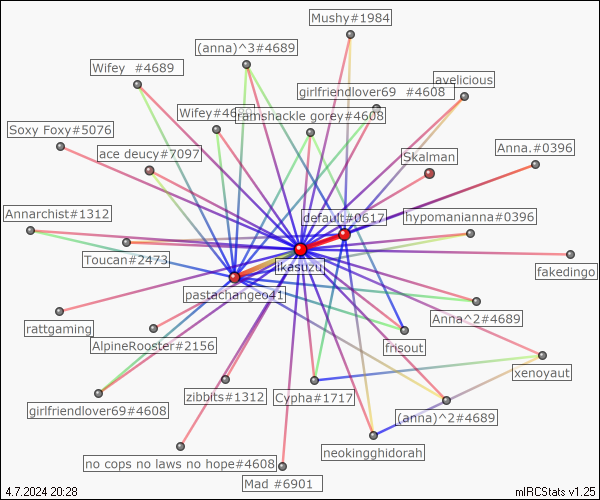 Mushy#1984
(anna)^3#4689
Wifey #4689
avelicious
girlfriendlover69 #4608
Wifey#4689
ramshackle gorey#4608
Soxy Foxy#5076
ace deucy#7097
Skalman
Anna.#0396
Annarchist#1312
default#0617
hypomanianna#0396
Toucan#2473
likasuzu
fakedingo
pastachangeo41
rattgaming
AlpineRooster#2156
Anna^2#4689
frisout
xenoyaut
zibbits#1312
Cypha#1717
girlfriendlover69#4608
(anna)^2#4689
neokingghidorah
no cops no laws no hope#4608
Mad #6901
4.7.2024 20:28
mIRCStats v1.25